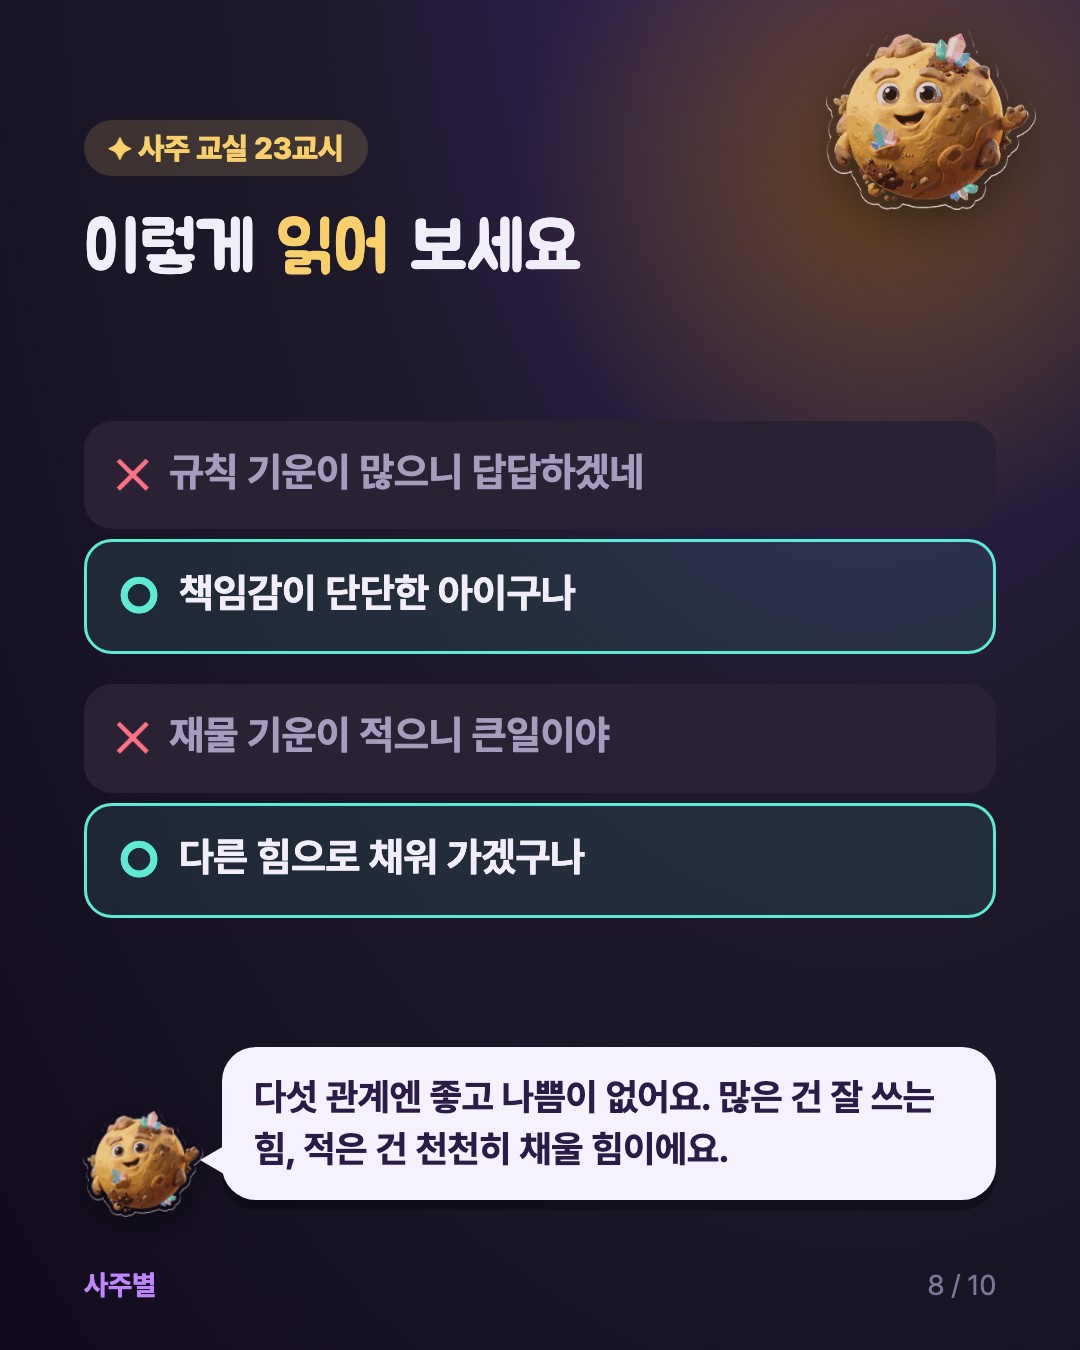 사주 교실 23교시
이렇게 읽어 보세요
규칙 기운이 많으니 답답하겠네
책임감이 단단한 아이구나
재물 기운이 적으니 큰일이야
다른 힘으로 채워 가겠구나
다섯 관계엔 좋고 나쁨이 없어요. 많은 건 잘 쓰는
힘, 적은 건 천천히 채울 힘이에요.
사주별
8 / 10